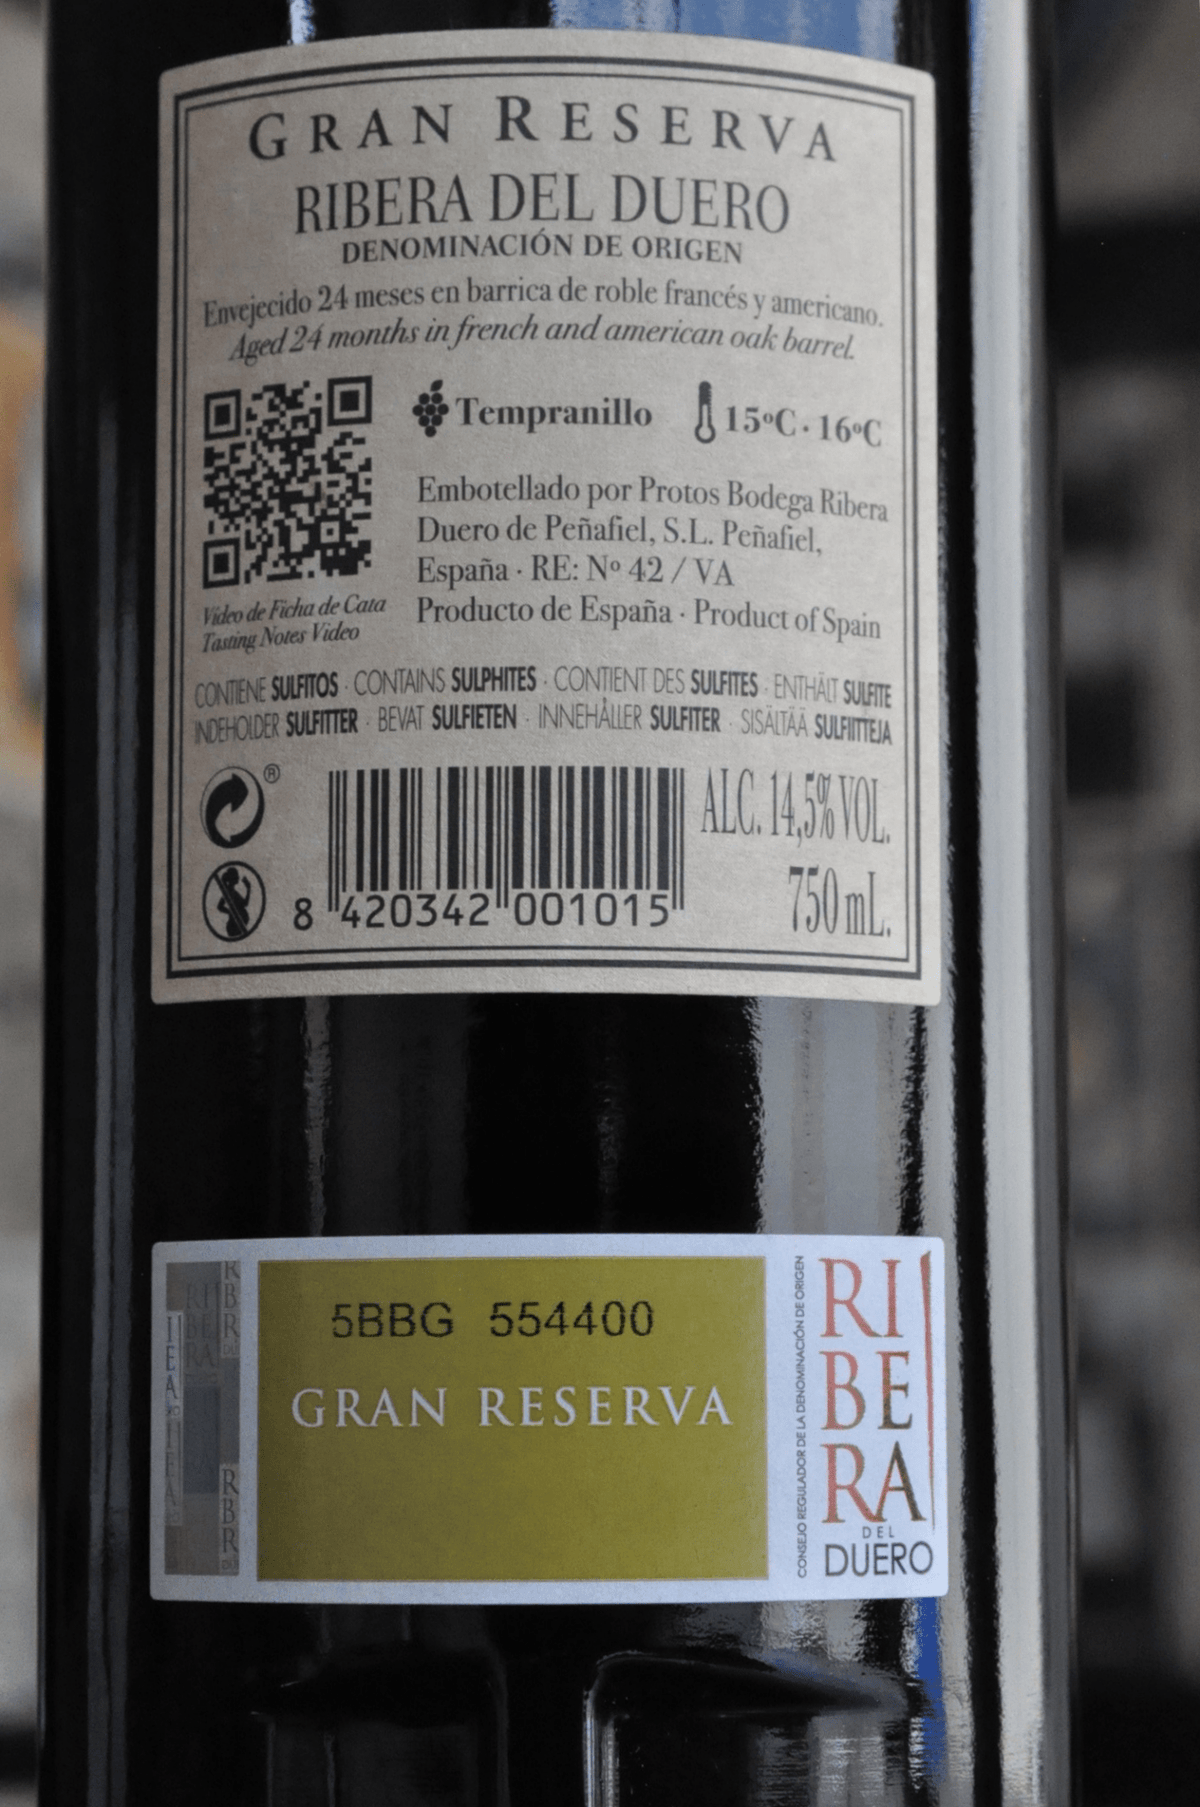 GRAN RESERVA
RIBERA DEL DUERO
DENOMINACIÓN DE ORIGEN
Envejecido 24 meses en barrica de roble francés y americano.
Aged 24 months in french and american oak barrel.
Tempranillo 15ºC · 16ºC
Embotellado por Protos Bodega Ribera
Duero de Peñafiel, S.L. Peñafiel,
España · RE: Nº 42 / VA
Producto de España · Product of Spain
Video de Ficha de Cata
Tasting Notes Video
CONTIENE SULFITOS · CONTAINS SULPHITES · CONTIENT DES SULFITES · ENTHÄLT SULFITE
INDEHOLDER SULFITTER · BEVAT SULFIETEN · INNEHÅLLER SULFITER · SISÄLTÄÄ SULFIITTEJA
®
ALC. 14,5% VOL.
750 mL.
8 420342 001015
5BBG 554400
GRAN RESERVA
CONSEJO REGULADOR DE LA DENOMINACIÓN DE ORIGEN
RI
BE
RA
DEL
DUERO